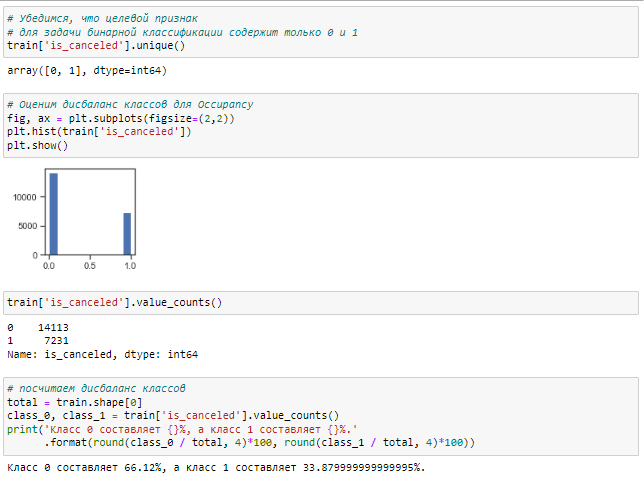 # Убедимся, что целевой признак
# для задачи бинарной классификации содержит только 0 и 1
train['is_canceled'].unique()
array([0, 1], dtype=int64)
# Оценим дисбаланс классов для Occupancy
fig, ax = plt.subplots(figsize=(2,2))
plt.hist(train['is_canceled'])
plt.show()
10000
5000
0
0.0 0.5 1.0
train['is_canceled'].value_counts()
0 14113
1 7231
Name: is_canceled, dtype: int64
# посчитаем дисбаланс классов
total = train.shape[0]
class_0, class_1 = train['is_canceled'].value_counts()
print('Класс 0 составляет {}%, а класс 1 составляет {}%.'
.format(round(class_0 / total, 4)*100, round(class_1 / total, 4)*100))
Класс 0 составляет 66.12%, а класс 1 составляет 33.879999999999995%.